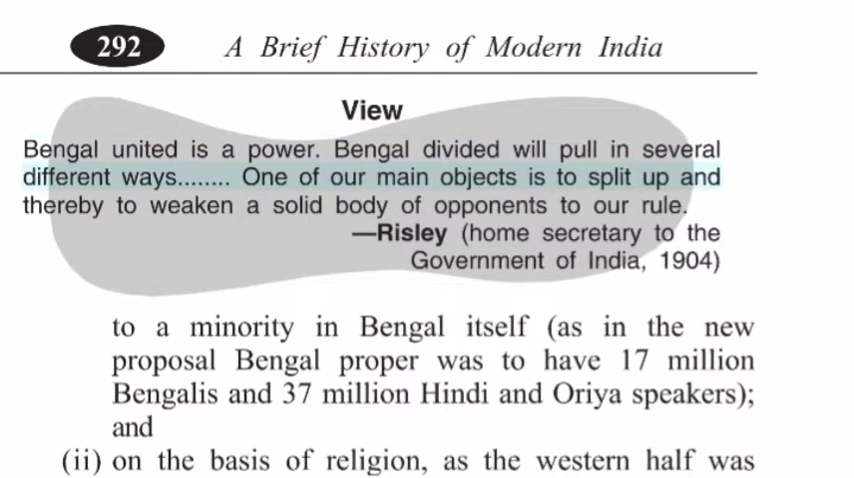 292 A Brief History of Modern India
View
Bengal united is a power. Bengal divided will pull in several
different ways........ One of our main objects is to split up and
thereby to weaken a solid body of opponents to our rule.
—Risley (home secretary to the
Government of India, 1904)
to a minority in Bengal itself (as in the new
proposal Bengal proper was to have 17 million
Bengalis and 37 million Hindi and Oriya speakers);
and
(ii) on the basis of religion, as the western half was